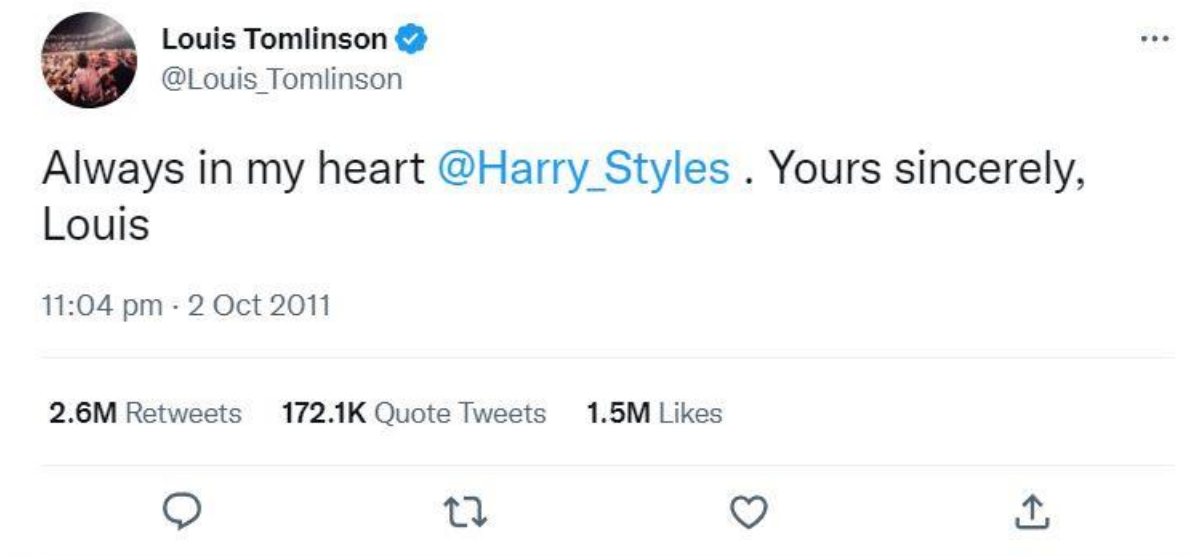 Louis Tomlinson
@Louis_Tomlinson
Always in my heart @Harry_Styles . Yours sincerely,
Louis
11:04 pm · 2 Oct 2011
2.6M Retweets 172.1K Quote Tweets 1.5M Likes